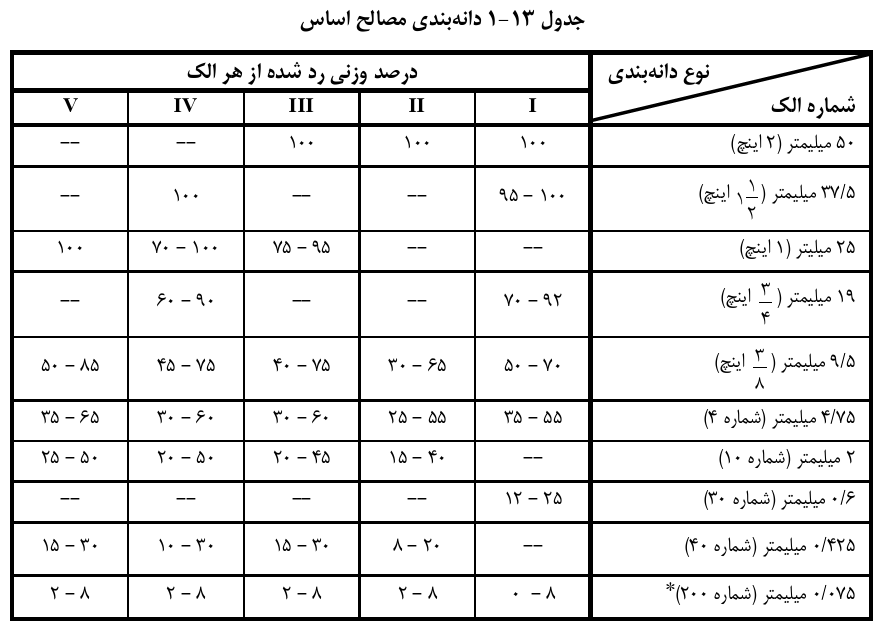 جدول ۱۳-۱ دانه‌بندی مصالح اساس
نوع دانه‌بندی درصد وزنی رد شده از هر الک
شماره الک I II III IV V
۵۰ میلیمتر (۲ اینچ) ۱۰۰ ۱۰۰ ۱۰۰ -- --
۳۷/۵ میلیمتر (۱ ۱/۲ اینچ) ۹۵ - ۱۰۰ -- -- ۱۰۰ --
۲۵ میلیتر (۱ اینچ) -- -- ۷۵ - ۹۵ ۷۰ - ۱۰۰ ۱۰۰
۱۹ میلیمتر (۳/۴ اینچ) ۷۰ - ۹۲ -- -- ۶۰ - ۹۰ --
۹/۵ میلیمتر (۳/۸ اینچ) ۵۰ - ۷۰ ۳۰ - ۶۵ ۴۰ - ۷۵ ۴۵ - ۷۵ ۵۰ - ۸۵
۴/۷۵ میلیمتر (شماره ۴) ۳۵ - ۵۵ ۲۵ - ۵۵ ۳۰ - ۶۰ ۳۰ - ۶۰ ۳۵ - ۶۵
۲ میلیمتر (شماره ۱۰) -- ۱۵ - ۴۰ ۲۰ - ۴۵ ۲۰ - ۵۰ ۲۵ - ۵۰
۰/۶ میلیمتر (شماره ۳۰) ۱۲ - ۲۵ -- -- -- --
۰/۴۲۵ میلیمتر (شماره ۴۰) -- ۸ - ۲۰ ۱۵ - ۳۰ ۱۰ - ۳۰ ۱۵ - ۳۰
۰/۰۷۵ میلیمتر (شماره ۲۰۰)* ۰ - ۸ ۲ - ۸ ۲ - ۸ ۲ - ۸ ۲ - ۸